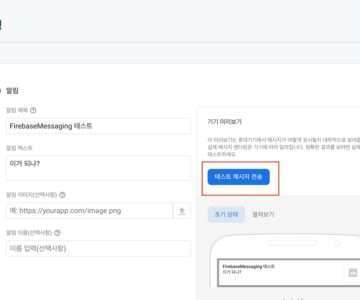 알림
알림 제목
FirebaseMessaging 테스트
알림 텍스트
이거 되나?
알림 이미지(선택사항)
예: https://yourapp.com/image.png
알림 이름(선택사항)
이름 입력(선택사항)
기기 미리보기
테스트 메시지 전송
초기 상태
펼쳐보기
FirebaseMessaging 테스트
이거 되나?